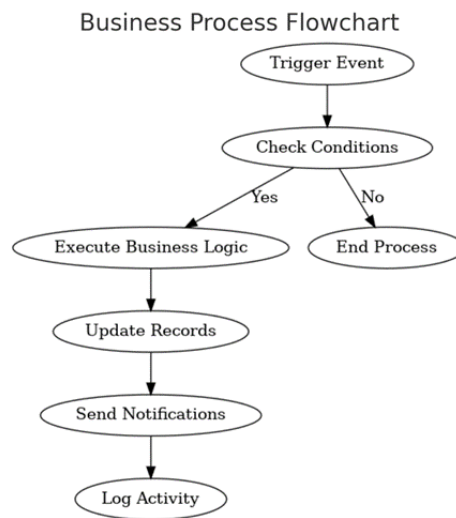 Business Process Flowchart
Trigger Event
Check Conditions
Yes
No
Execute Business Logic
End Process
Update Records
Send Notifications
Log Activity